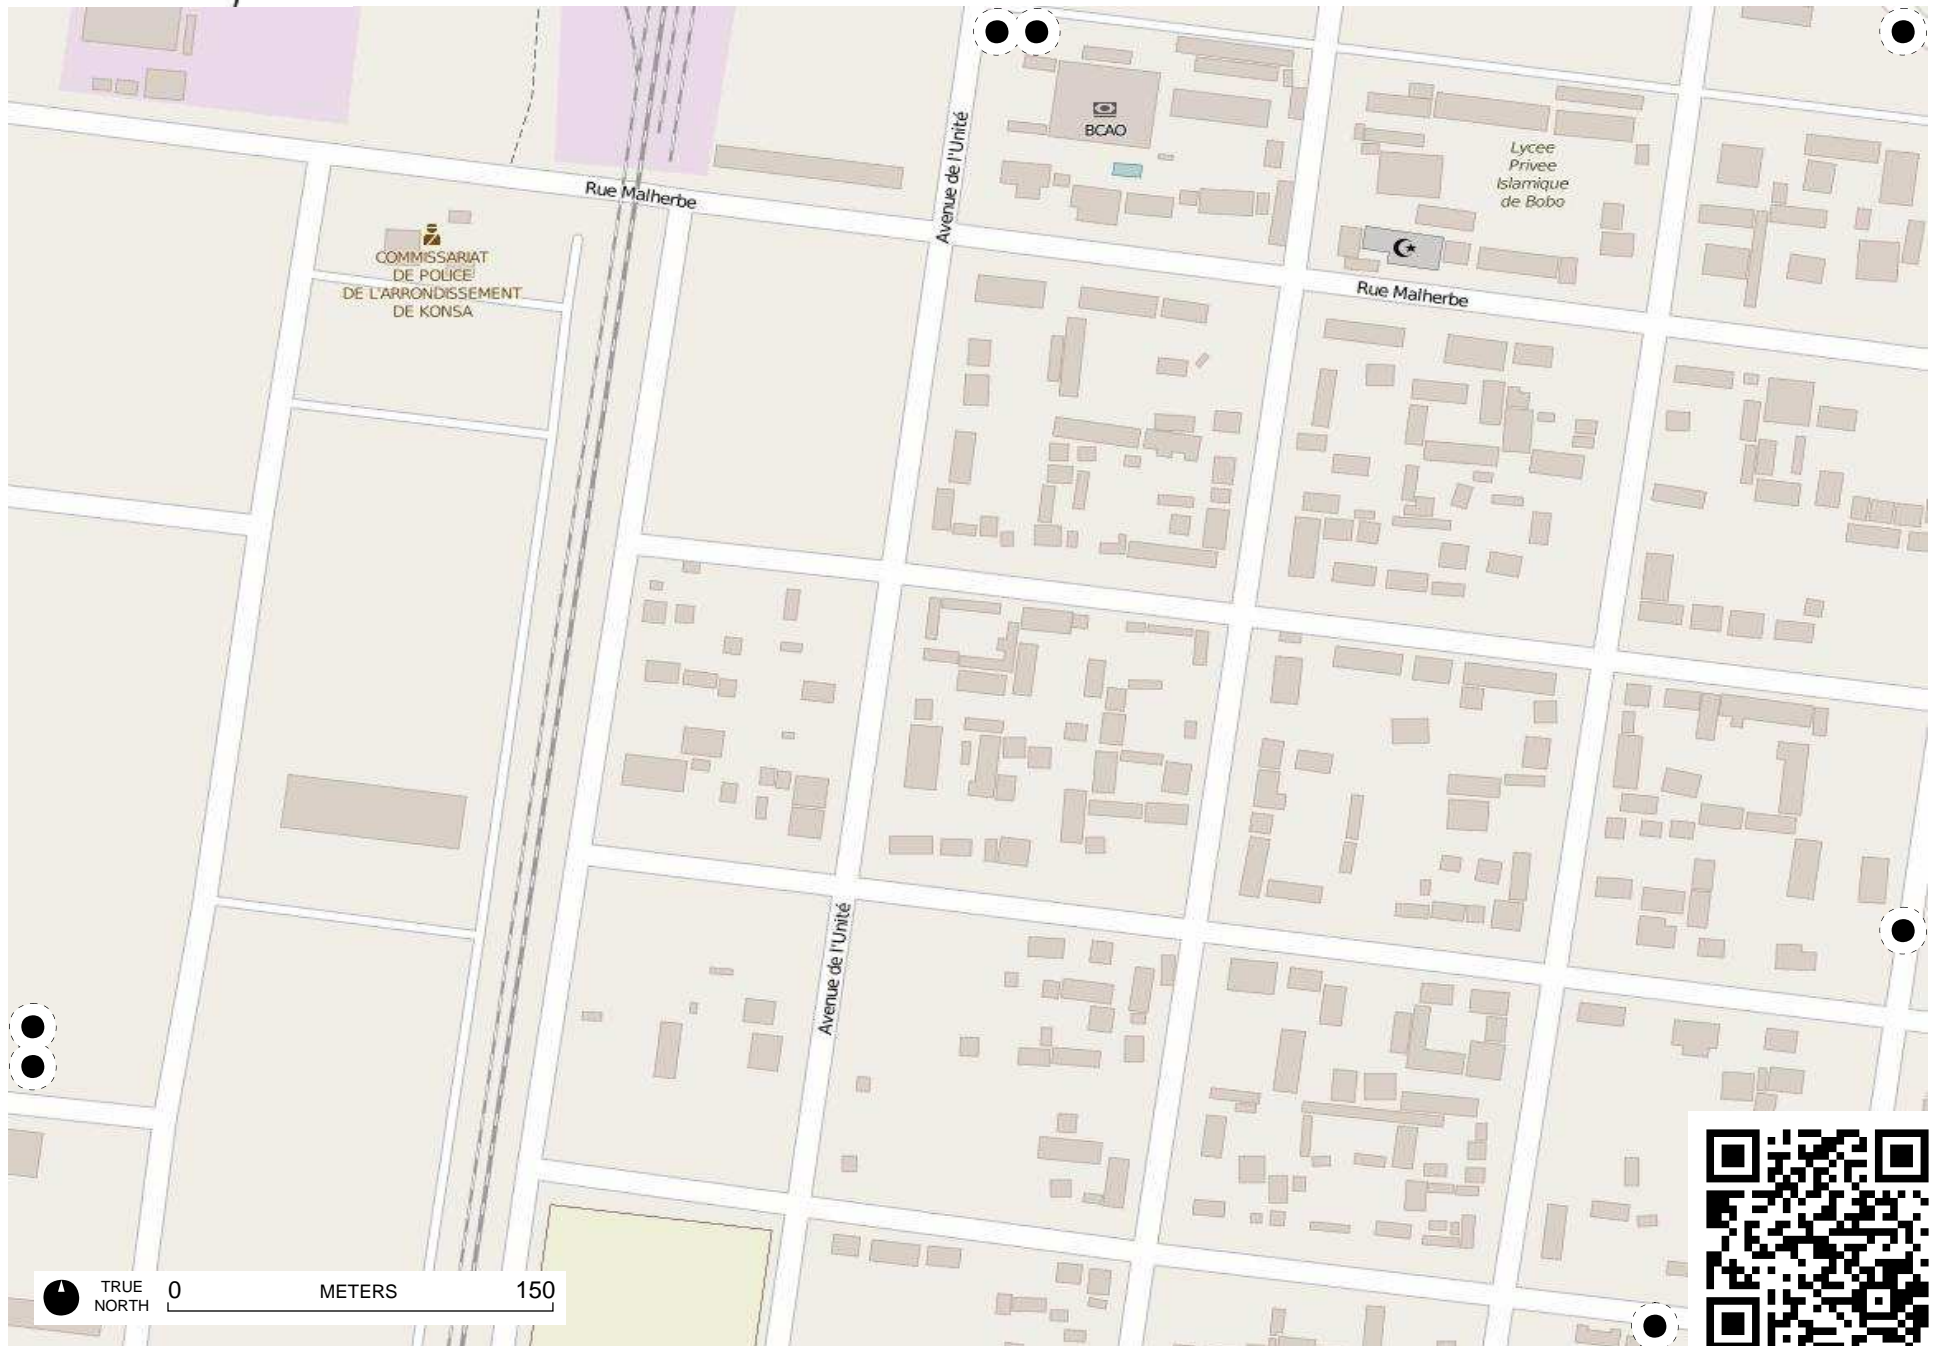 BCAO
Avenue de l'Unité
Lycee
Privee
Islamique
de Bobo
Rue Malherbe
COMMISSARIAT
DE POLICE
DE L'ARRONDISSEMENT
DE KONSA
Rue Malherbe
Avenue de l'Unité
TRUE
NORTH
0 METERS 150